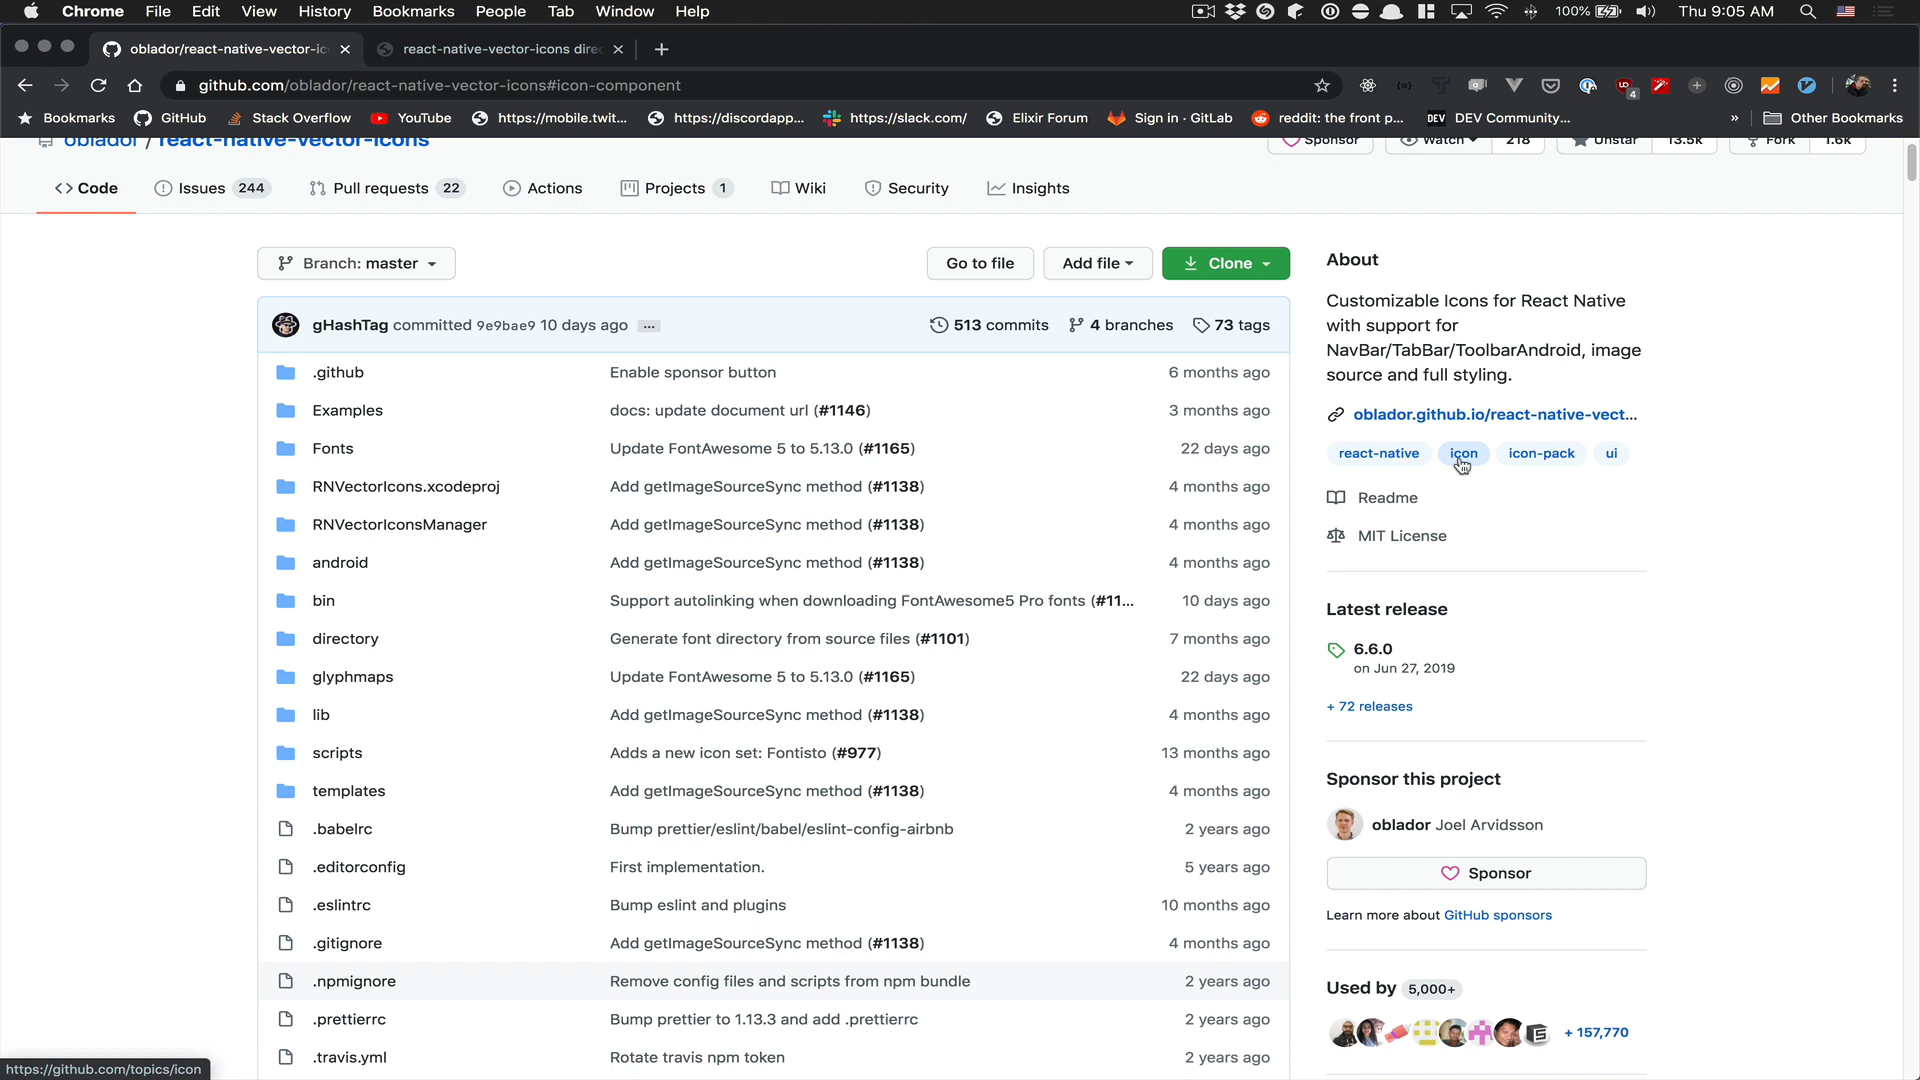 Chrome File Edit View History Bookmarks People Tab Window Help 100% Thu 9:05 AM
oblador/react-native-vector-ic react-native-vector-icons dire
github.com/oblador/react-native-vector-icons#icon-component
Bookmarks GitHub Stack Overflow YouTube https://mobile.twit... https://discordapp... https://slack.com/ Elixir Forum Sign in · GitLab reddit: the front p... DEV DEV Community... » Other Bookmarks
oblador / react-native-vector-icons Sponsor Watch 218 Unstar 13.5k Fork 1.6k
Code Issues 244 Pull requests 22 Actions Projects 1 Wiki Security Insights
Branch: master Go to file Add file Clone
gHashTag committed 9e9bae9 10 days ago ... 513 commits 4 branches 73 tags
.github Enable sponsor button 6 months ago
Examples docs: update document url (#1146) 3 months ago
Fonts Update FontAwesome 5 to 5.13.0 (#1165) 22 days ago
RNVectorIcons.xcodeproj Add getImageSourceSync method (#1138) 4 months ago
RNVectorIconsManager Add getImageSourceSync method (#1138) 4 months ago
android Add getImageSourceSync method (#1138) 4 months ago
bin Support autolinking when downloading FontAwesome5 Pro fonts (#11... 10 days ago
directory Generate font directory from source files (#1101) 7 months ago
glyphmaps Update FontAwesome 5 to 5.13.0 (#1165) 22 days ago
lib Add getImageSourceSync method (#1138) 4 months ago
scripts Adds a new icon set: Fontisto (#977) 13 months ago
templates Add getImageSourceSync method (#1138) 4 months ago
.babelrc Bump prettier/eslint/babel/eslint-config-airbnb 2 years ago
.editorconfig First implementation. 5 years ago
.eslintrc Bump eslint and plugins 10 months ago
.gitignore Add getImageSourceSync method (#1138) 4 months ago
.npmignore Remove config files and scripts from npm bundle 2 years ago
.prettierrc Bump prettier to 1.13.3 and add .prettierrc 2 years ago
.travis.yml Rotate travis npm token 2 years ago
About
Customizable Icons for React Native
with support for
NavBar/TabBar/ToolbarAndroid, image
source and full styling.
oblador.github.io/react-native-vect...
react-native icon icon-pack ui
Readme
MIT License
Latest release
6.6.0
on Jun 27, 2019
+ 72 releases
Sponsor this project
oblador Joel Arvidsson
Sponsor
Learn more about GitHub sponsors
Used by 5,000+
+ 157,770
https://github.com/topics/icon